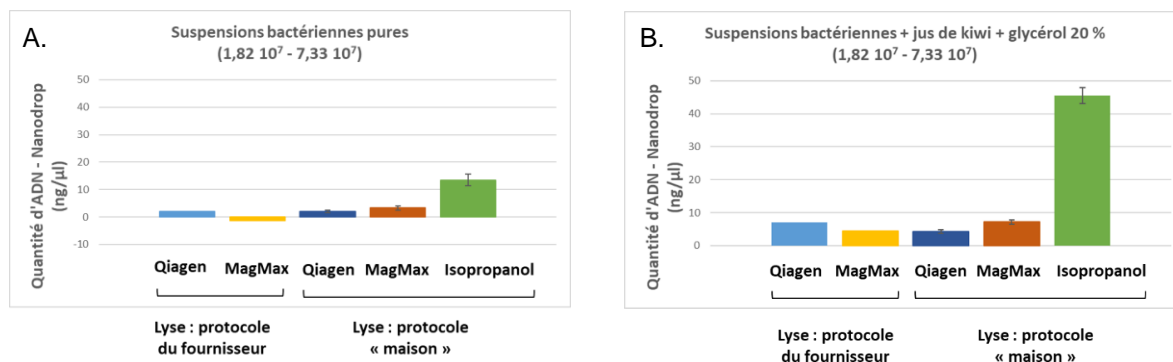 A.
Suspensions bactériennes pures
(1,82 10⁷ - 7,33 10⁷)
Quantité d'ADN - Nanodrop
(ng/µl)
50
40
30
20
10
0
-10
Qiagen
MagMax
Qiagen
MagMax
Isopropanol
Lyse : protocole
du fournisseur
Lyse : protocole
« maison »
B.
Suspensions bactériennes + jus de kiwi + glycérol 20 %
(1,82 10⁷ - 7,33 10⁷)
Quantité d'ADN - Nanodrop
(ng/µl)
50
40
30
20
10
0
Qiagen
MagMax
Qiagen
MagMax
Isopropanol
Lyse : protocole
du fournisseur
Lyse : protocole
« maison »